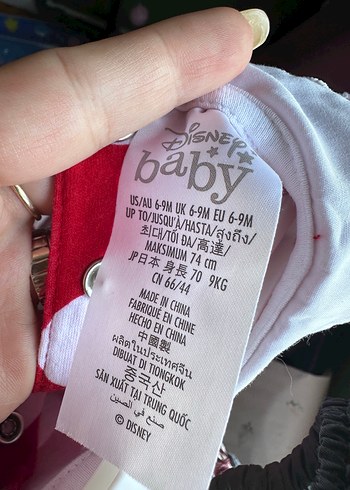 Disney
baby
US/AU 6-9M UK 6-9M EU 6-9M
UP TO/JUSQU'À/HASTA/สูงถึง/
최대/TỐI ĐA/高達/
MAKSIMUM 74 cm
JP日本 身長 70 9KG
CN 66/44
MADE IN CHINA
FABRIQUÉ EN CHINE
HECHO EN CHINA
中國製
ผลิตในประเทศจีน
DIBUAT DI TIONGKOK
중국산
SẢN XUẤT TẠI TRUNG QUỐC
صنع في الصين
© DISNEY